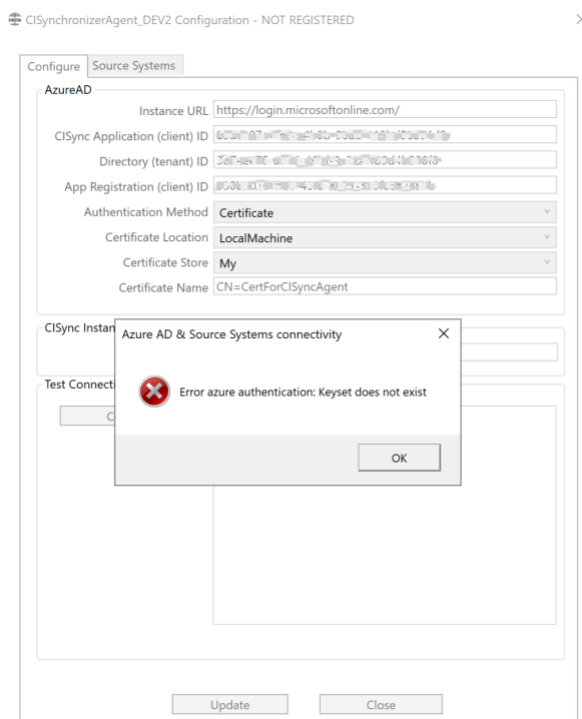 CISynchronizerAgent_DEV2 Configuration - NOT REGISTERED
Configure Source Systems
AzureAD
Instance URL https://login.microsoftonline.com/
CISync Application (client) ID
Directory (tenant) ID
App Registration (client) ID
Authentication Method Certificate
Certificate Location LocalMachine
Certificate Store My
Certificate Name CN=CertForCISyncAgent
CISync
Azure AD & Source Systems connectivity
Test
Error azure authentication: Keyset does not exist
OK
Update Close